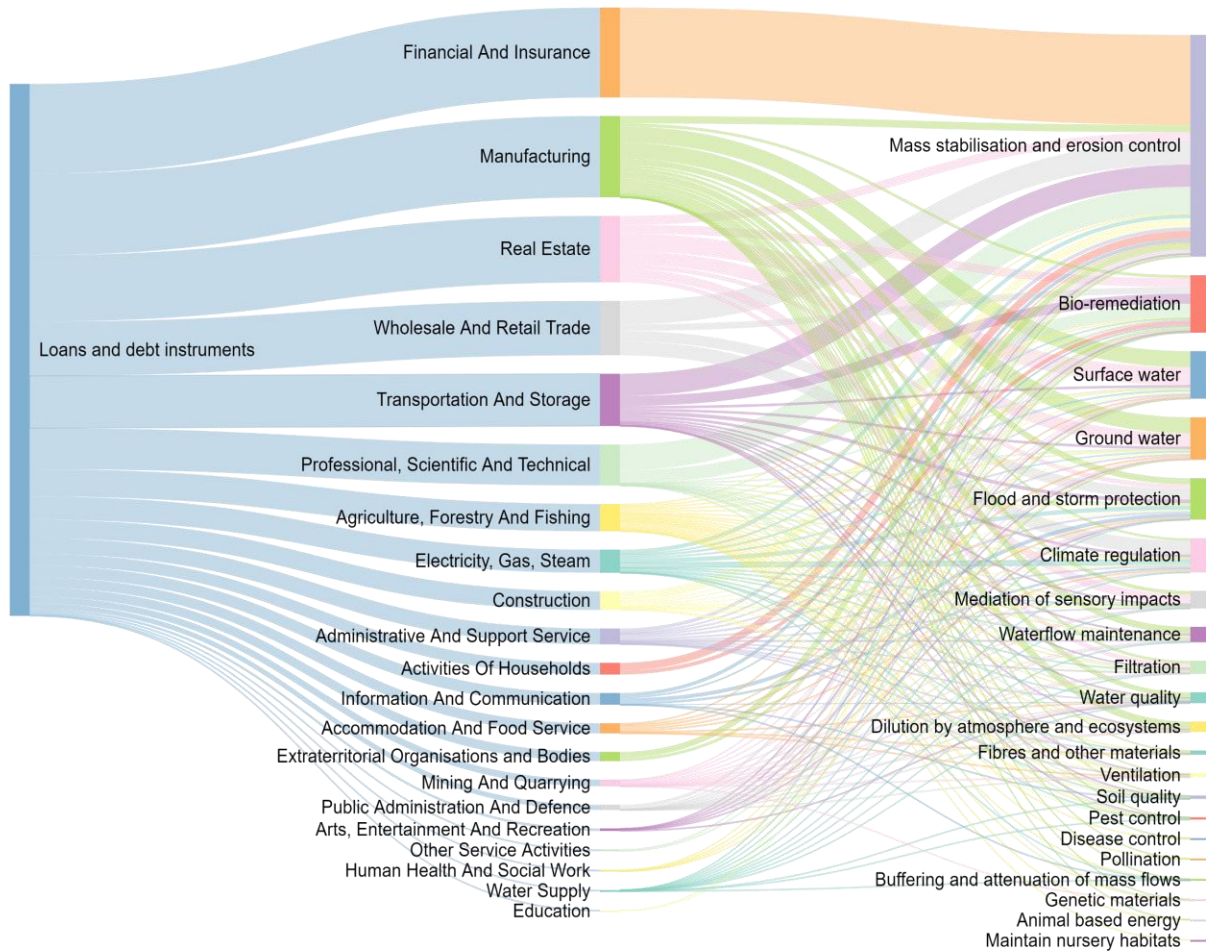 Loans and debt instruments
Financial And Insurance
Manufacturing
Real Estate
Wholesale And Retail Trade
Transportation And Storage
Professional, Scientific And Technical
Agriculture, Forestry And Fishing
Electricity, Gas, Steam
Construction
Administrative And Support Service
Activities Of Households
Information And Communication
Accommodation And Food Service
Extraterritorial Organisations and Bodies
Mining And Quarrying
Public Administration And Defence
Arts, Entertainment And Recreation
Other Service Activities
Human Health And Social Work
Water Supply
Education
Mass stabilisation and erosion control
Bio-remediation
Surface water
Ground water
Flood and storm protection
Climate regulation
Mediation of sensory impacts
Waterflow maintenance
Filtration
Water quality
Dilution by atmosphere and ecosystems
Fibres and other materials
Ventilation
Soil quality
Pest control
Disease control
Pollination
Buffering and attenuation of mass flows
Genetic materials
Animal based energy
Maintain nursery habitats